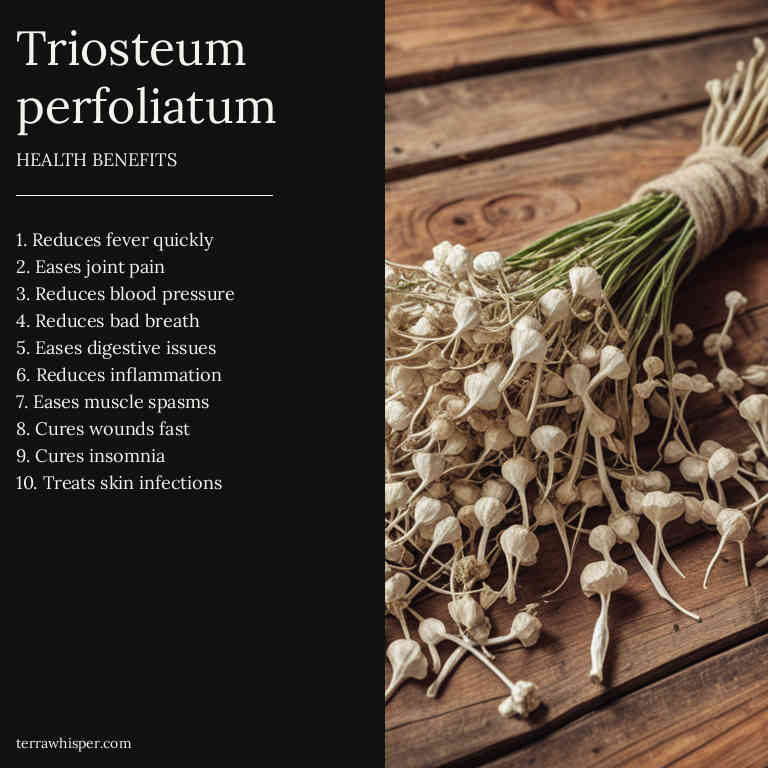 Triosteum
perfoliatum
HEALTH BENEFITS
1. Reduces fever quickly
2. Eases joint pain
3. Reduces blood pressure
4. Reduces bad breath
5. Eases digestive issues
6. Reduces inflammation
7. Eases muscle spasms
8. Cures wounds fast
9. Cures insomnia
10. Treats skin infections
terrawhisper.com